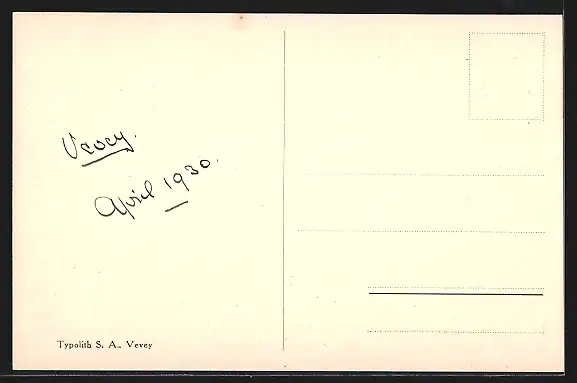 Vevey.
April 1930.
Typolith S. A., Vevey